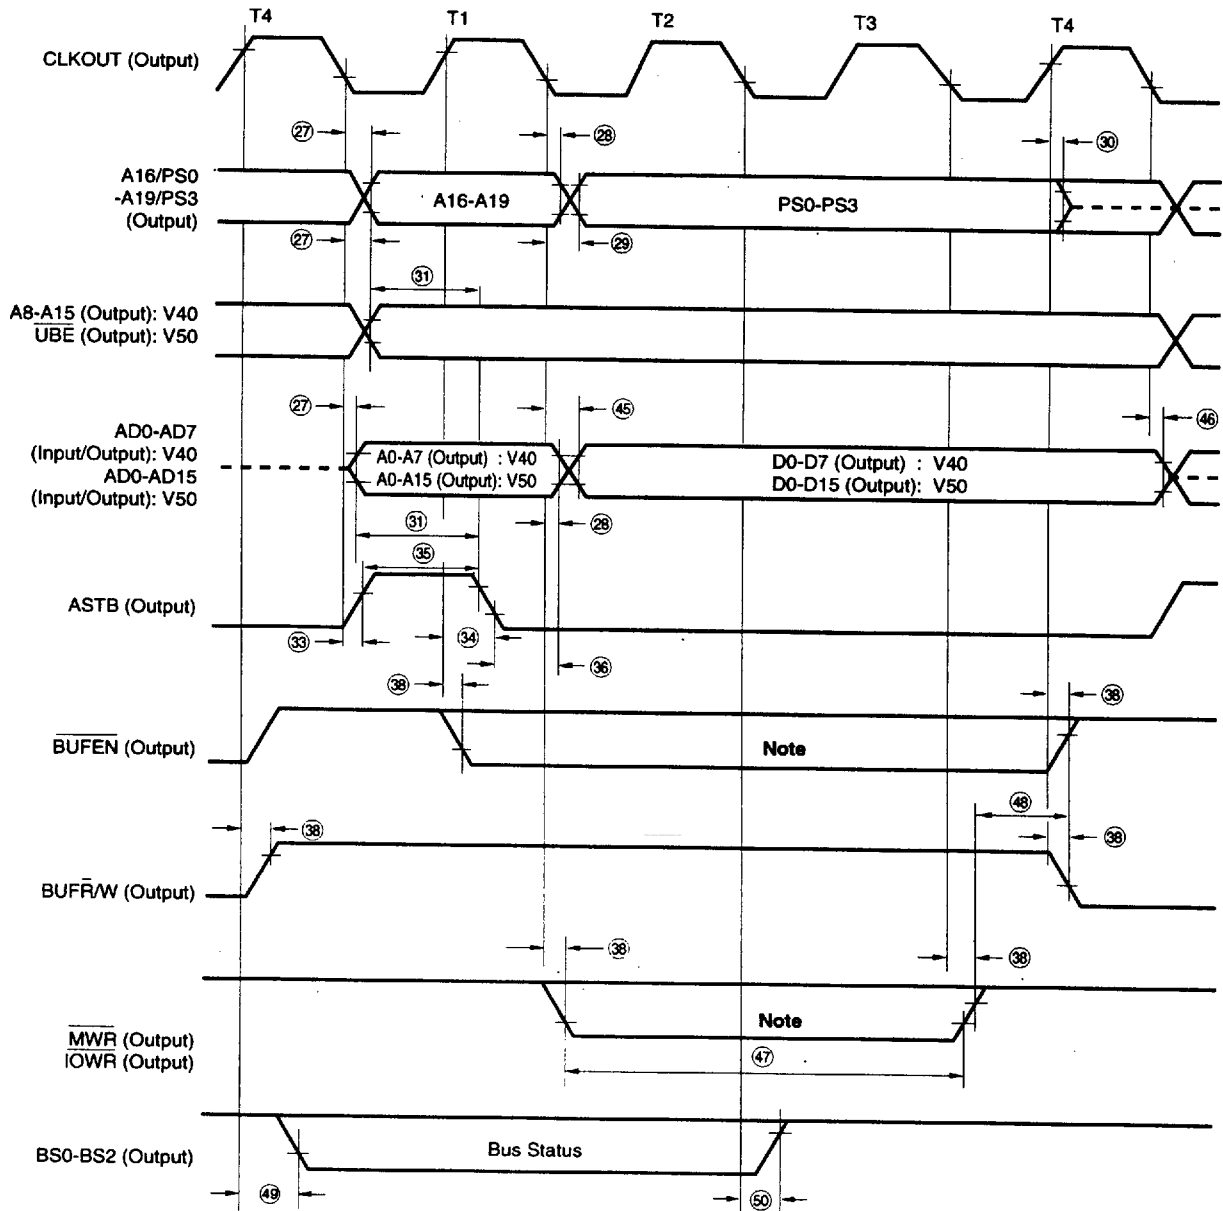 T4 T1 T2 T3 T4
CLKOUT (Output)
㉗ ㉘ ㉚
A16/PS0
-A19/PS3
(Output)
A16-A19 PS0-PS3
㉗ ㉙
㉛
A8-A15 (Output): V40
UBE (Output): V50
㉗ ㊺ ㊻
AD0-AD7
(Input/Output): V40
AD0-AD15
(Input/Output): V50
A0-A7 (Output) : V40
A0-A15 (Output): V50
D0-D7 (Output) : V40
D0-D15 (Output): V50
㉛ ㉘
㉟
ASTB (Output)
㉝ ㉞
㊱
㊳ ㊳
BUFEN (Output)
Note
㊽
㊳ ㊳
BUFR̅/W (Output)
㊳ ㊳
MWR (Output)
IOWR (Output)
Note
㊼
BS0-BS2 (Output)
Bus Status
㊾ ㊿